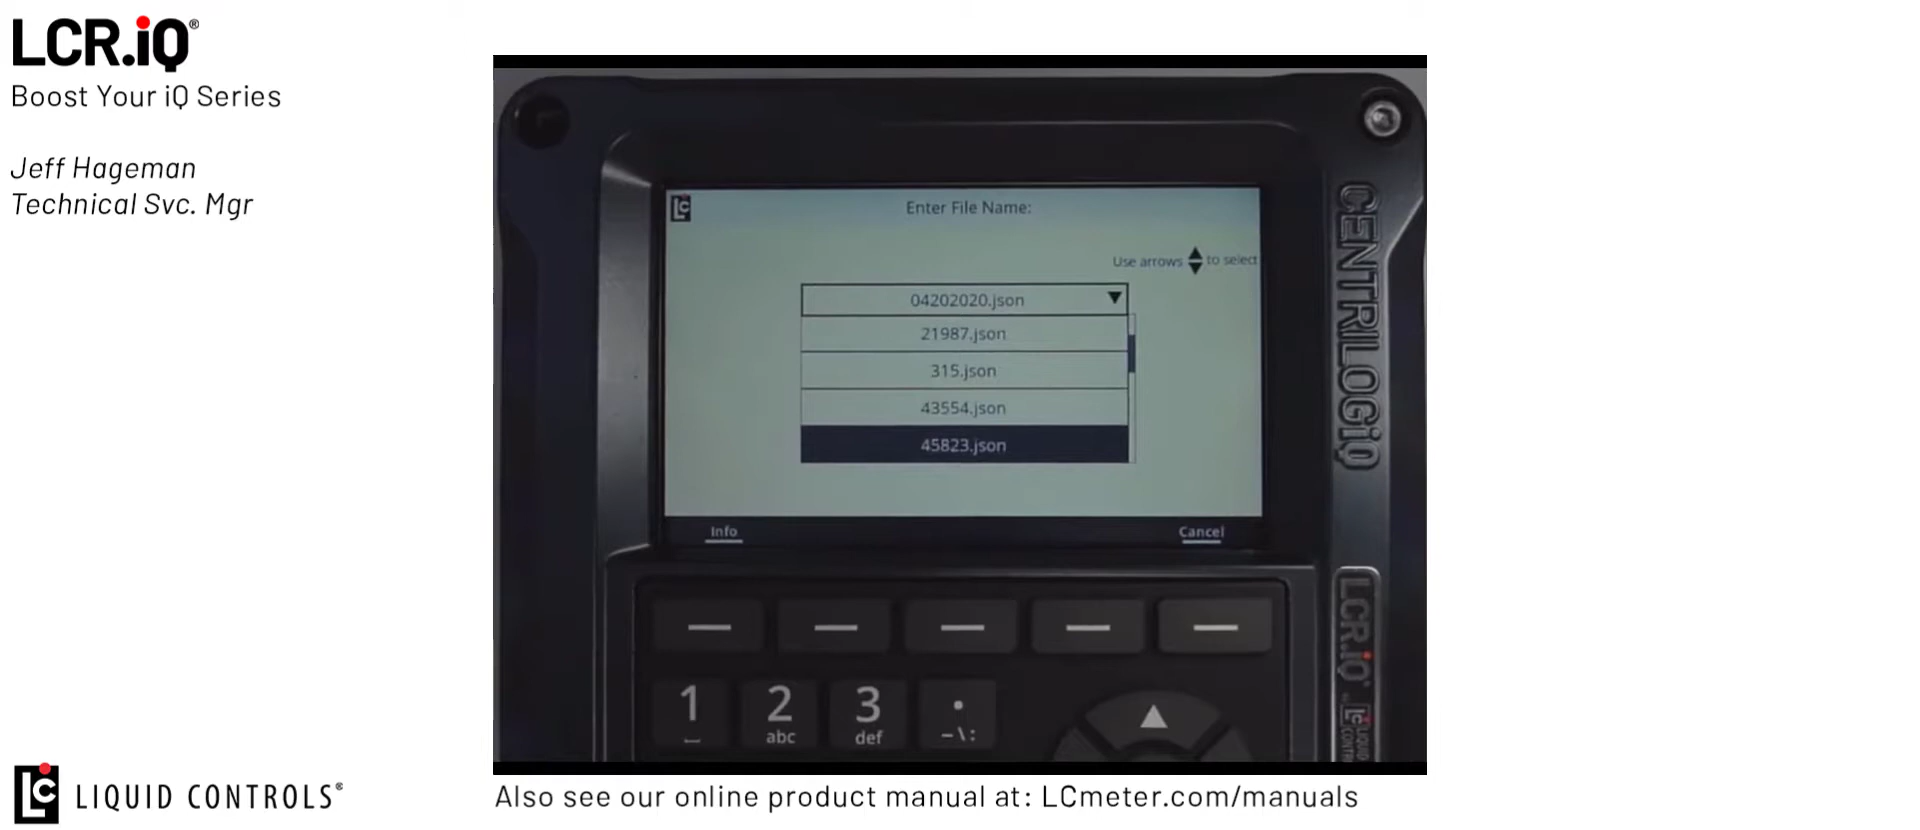 LCR.iQ®
Boost Your iQ Series
Jeff Hageman
Technical Svc. Mgr
LC
Enter File Name:
Use arrows to select
04202020.json
21987.json
315.json
43554.json
45823.json
Info
Cancel
1
2
abc
3
def
.
-\:
CENTRILOGiQ
LCR.iQ
LC LIQUID CONTROLS®
Also see our online product manual at: LCmeter.com/manuals